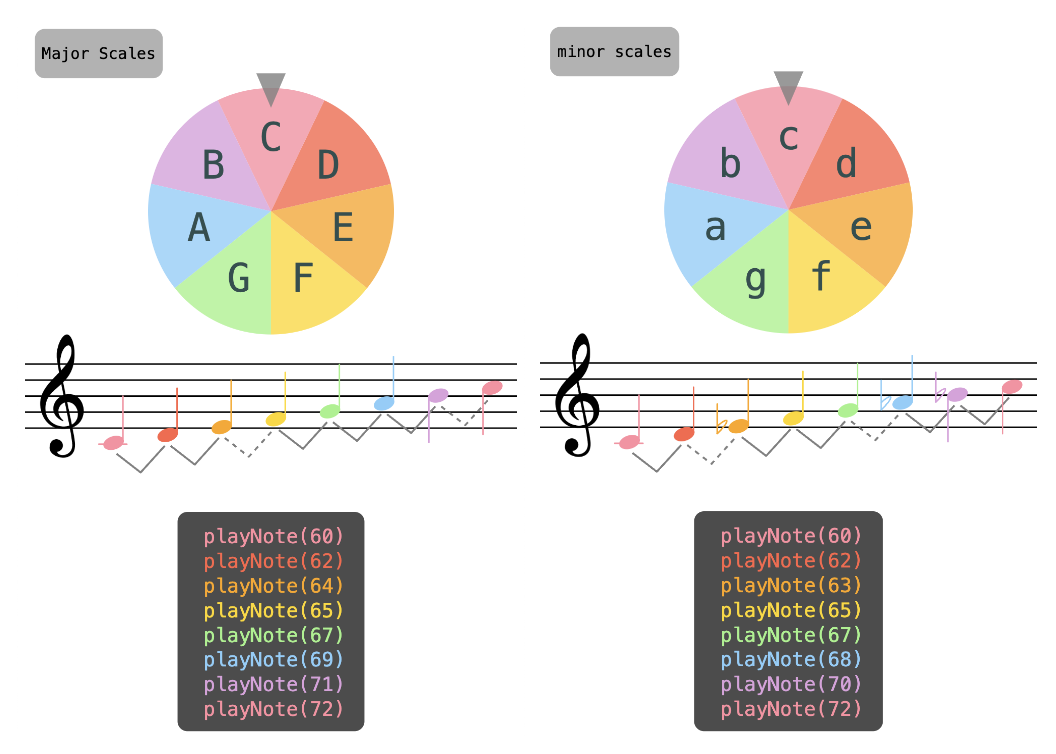 Major Scales
C
D
E
F
G
A
B
playNote(60)
playNote(62)
playNote(64)
playNote(65)
playNote(67)
playNote(69)
playNote(71)
playNote(72)
minor scales
c
d
e
f
g
a
b
playNote(60)
playNote(62)
playNote(63)
playNote(65)
playNote(67)
playNote(68)
playNote(70)
playNote(72)